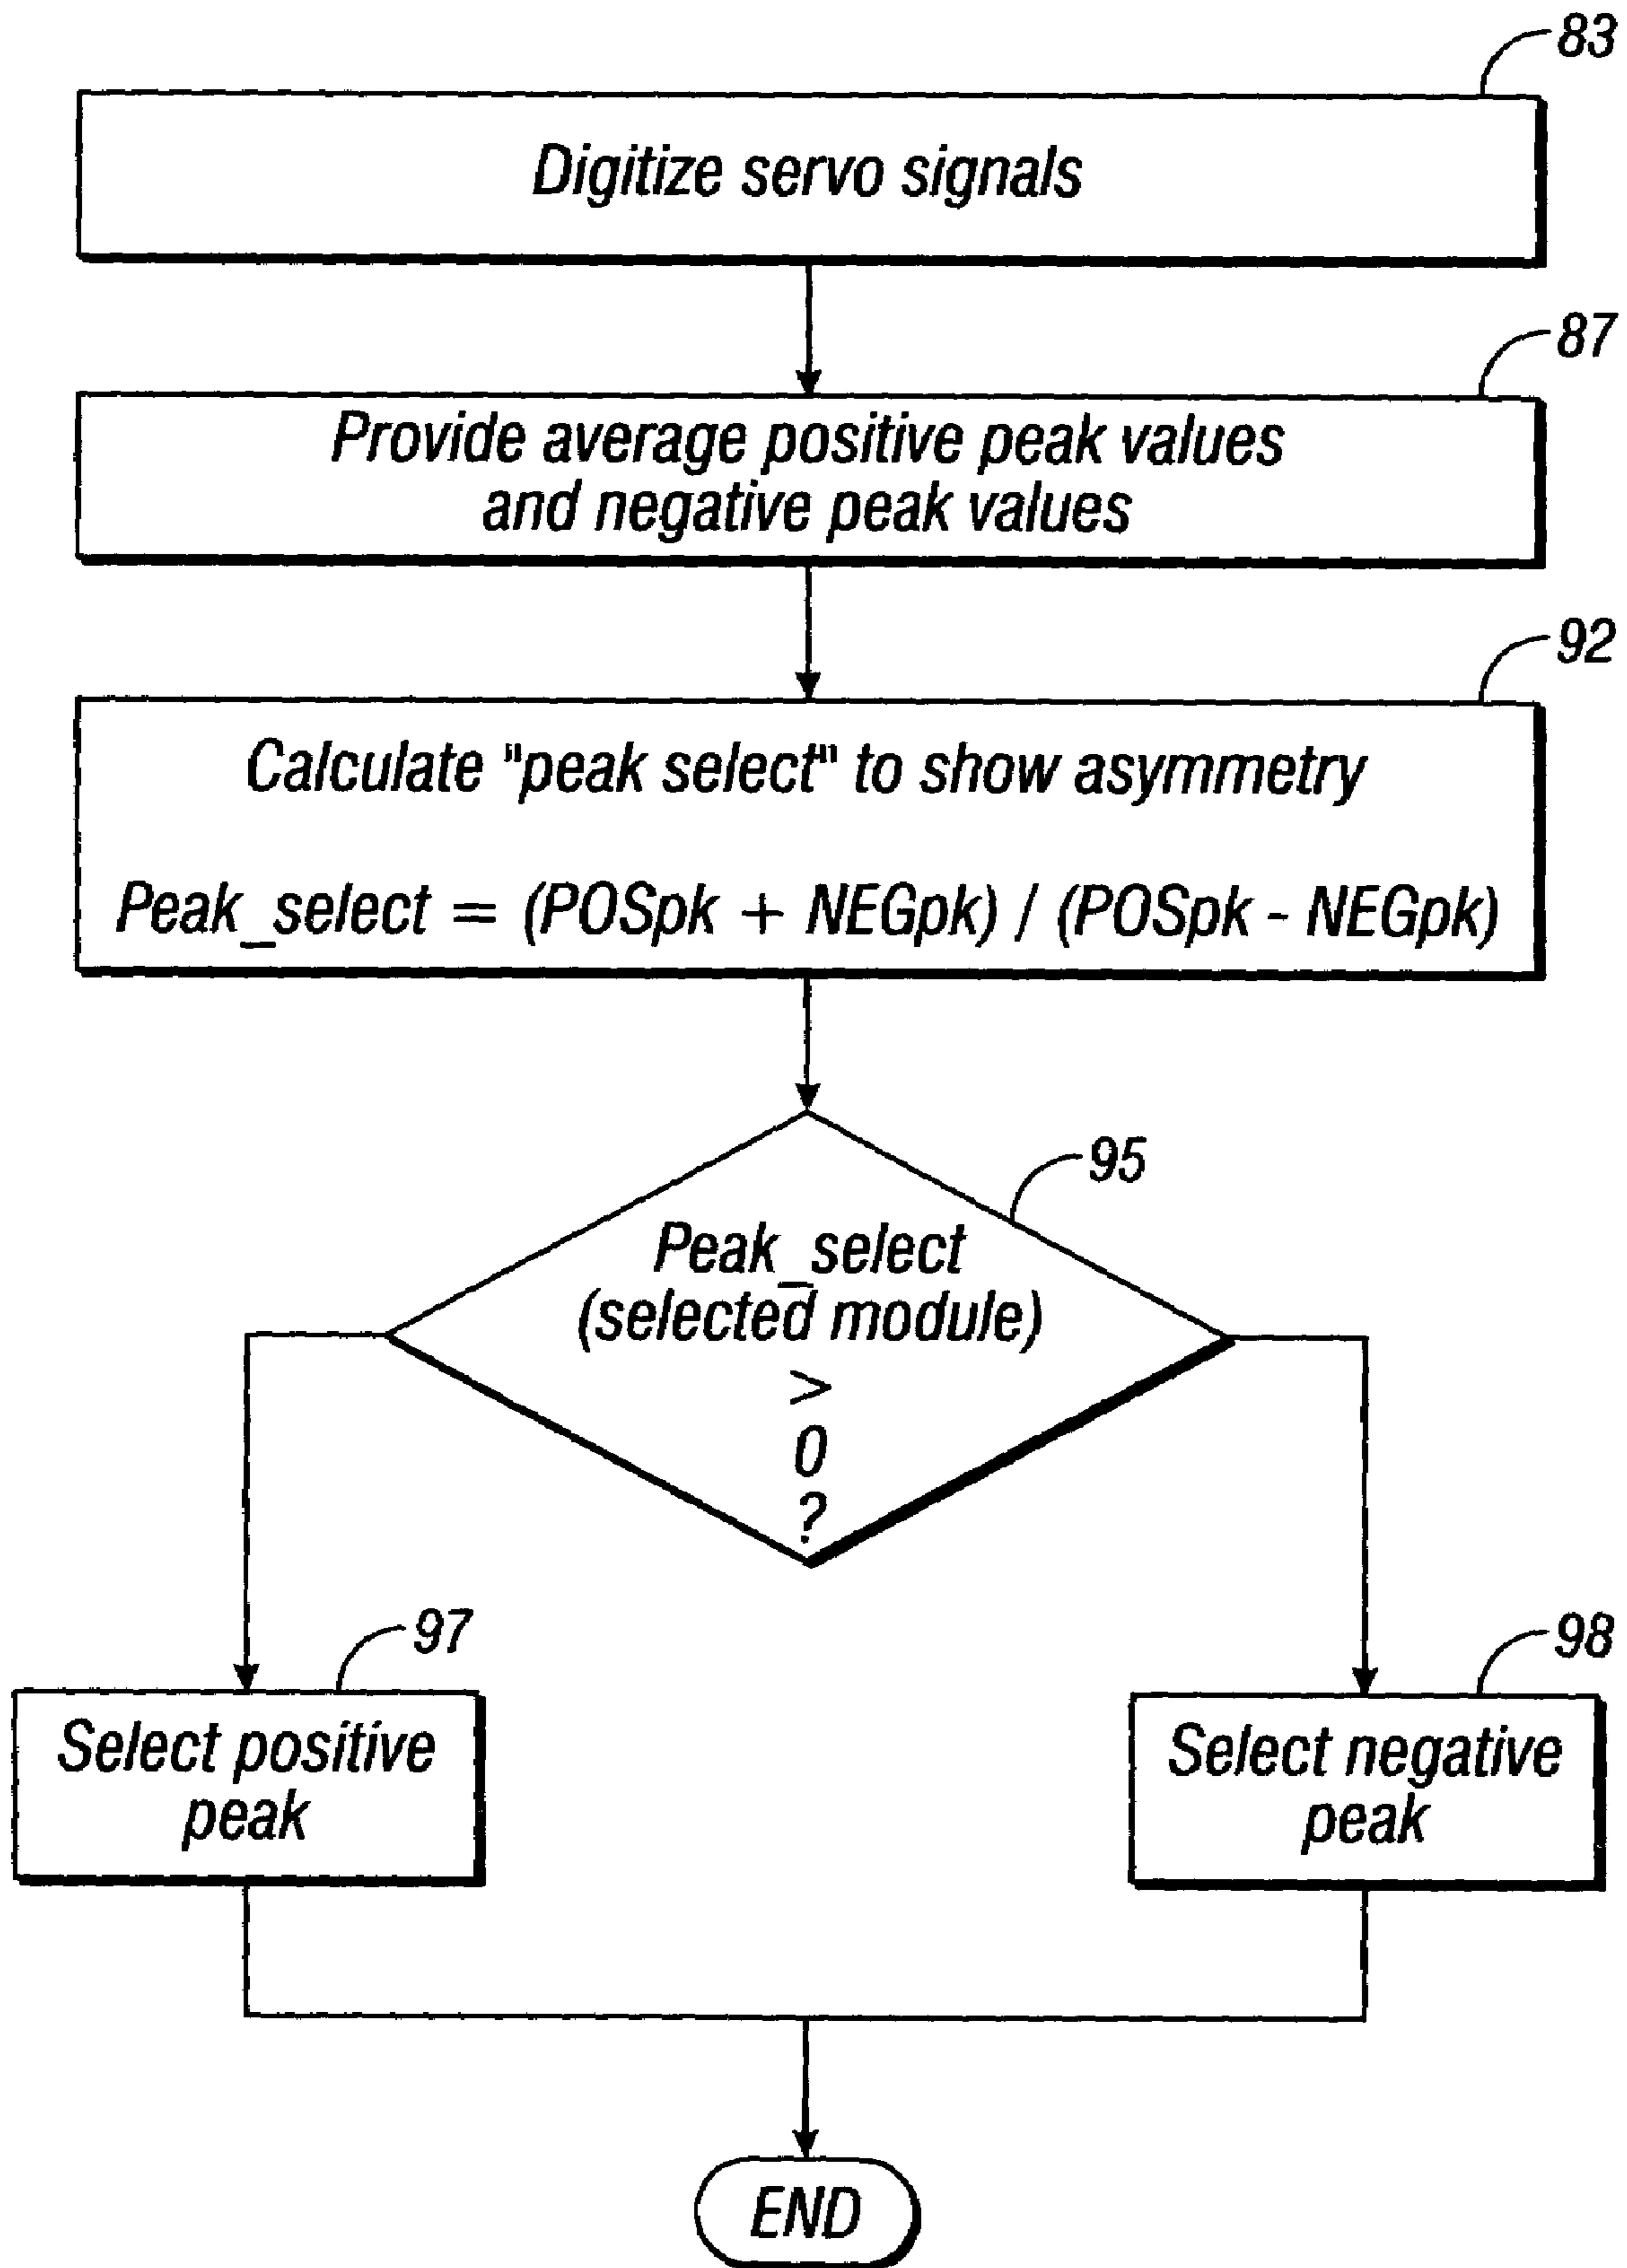 83
Digitize servo signals
87
Provide average positive peak values
and negative peak values
92
Calculate "peak select" to show asymmetry
Peak_select = (POSpk + NEGpk) / (POSpk - NEGpk)
95
Peak_select
(selected module)
>
0
?
97
Select positive
peak
98
Select negative
peak
END